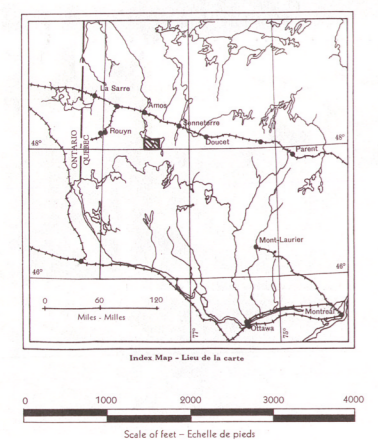 La Sarre
Amos
Senneterre
Rouyn
Doucet
Parent
48°
48°
ONTARIO
QUEBEC
Mont-Laurier
46°
46°
0 60 120
Miles - Milles
77°
75°
Montreal
Ottawa
Index Map - Lieu de la carte
0 1000 2000 3000 4000
Scale of feet - Echelle de pieds